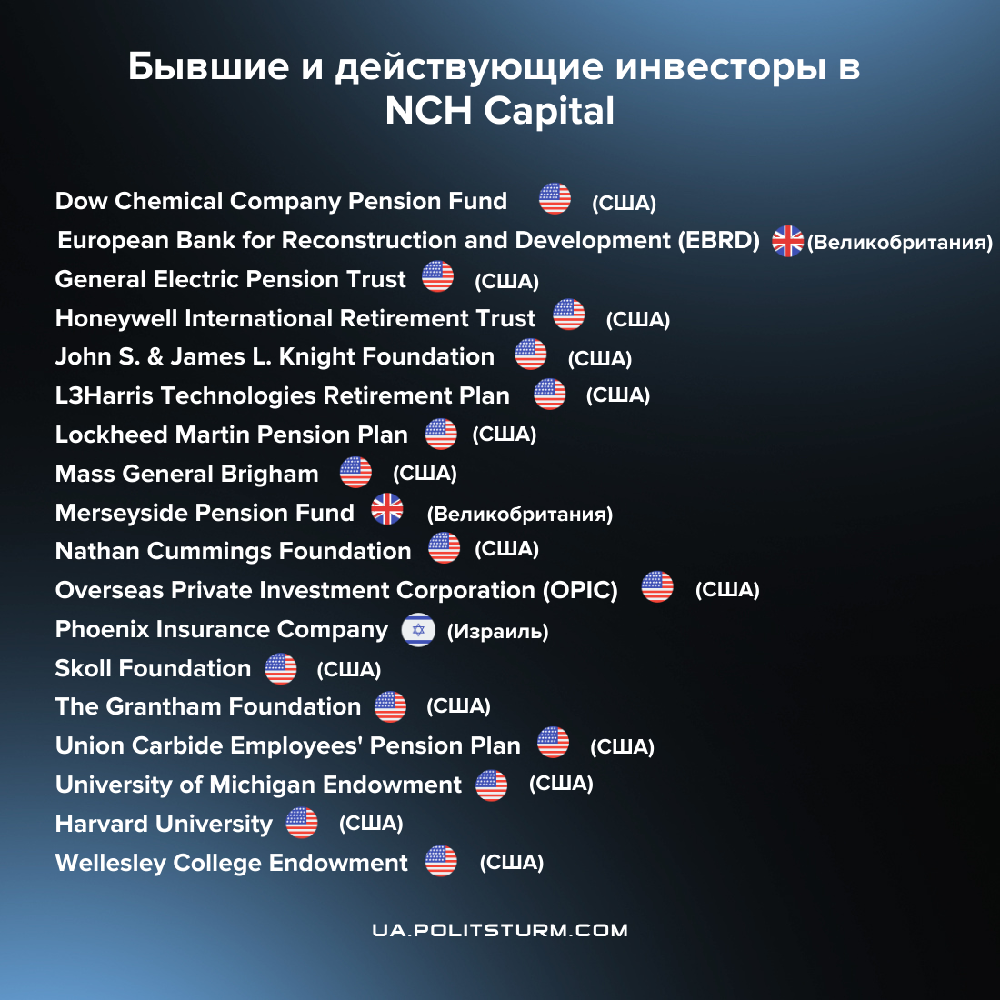 Бывшие и действующие инвесторы в
NCH Capital
Dow Chemical Company Pension Fund (США)
European Bank for Reconstruction and Development (EBRD) (Великобритания)
General Electric Pension Trust (США)
Honeywell International Retirement Trust (США)
John S. & James L. Knight Foundation (США)
L3Harris Technologies Retirement Plan (США)
Lockheed Martin Pension Plan (США)
Mass General Brigham (США)
Merseyside Pension Fund (Великобритания)
Nathan Cummings Foundation (США)
Overseas Private Investment Corporation (OPIC) (США)
Phoenix Insurance Company (Израиль)
Skoll Foundation (США)
The Grantham Foundation (США)
Union Carbide Employees' Pension Plan (США)
University of Michigan Endowment (США)
Harvard University (США)
Wellesley College Endowment (США)
UA.POLITSTURM.COM